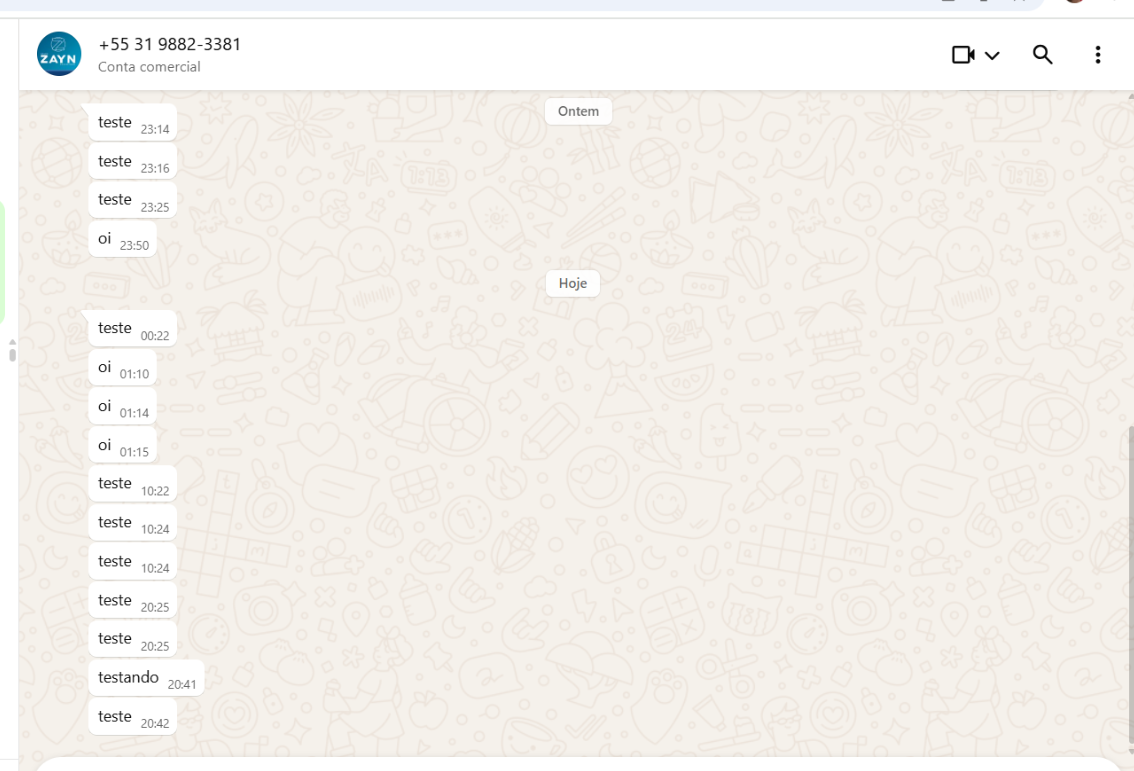 ZAYN
+55 31 9882-3381
Conta comercial
Ontem
teste 23:14
teste 23:16
teste 23:25
oi 23:50
Hoje
teste 00:22
oi 01:10
oi 01:14
oi 01:15
teste 10:22
teste 10:24
teste 10:24
teste 20:25
teste 20:25
testando 20:41
teste 20:42